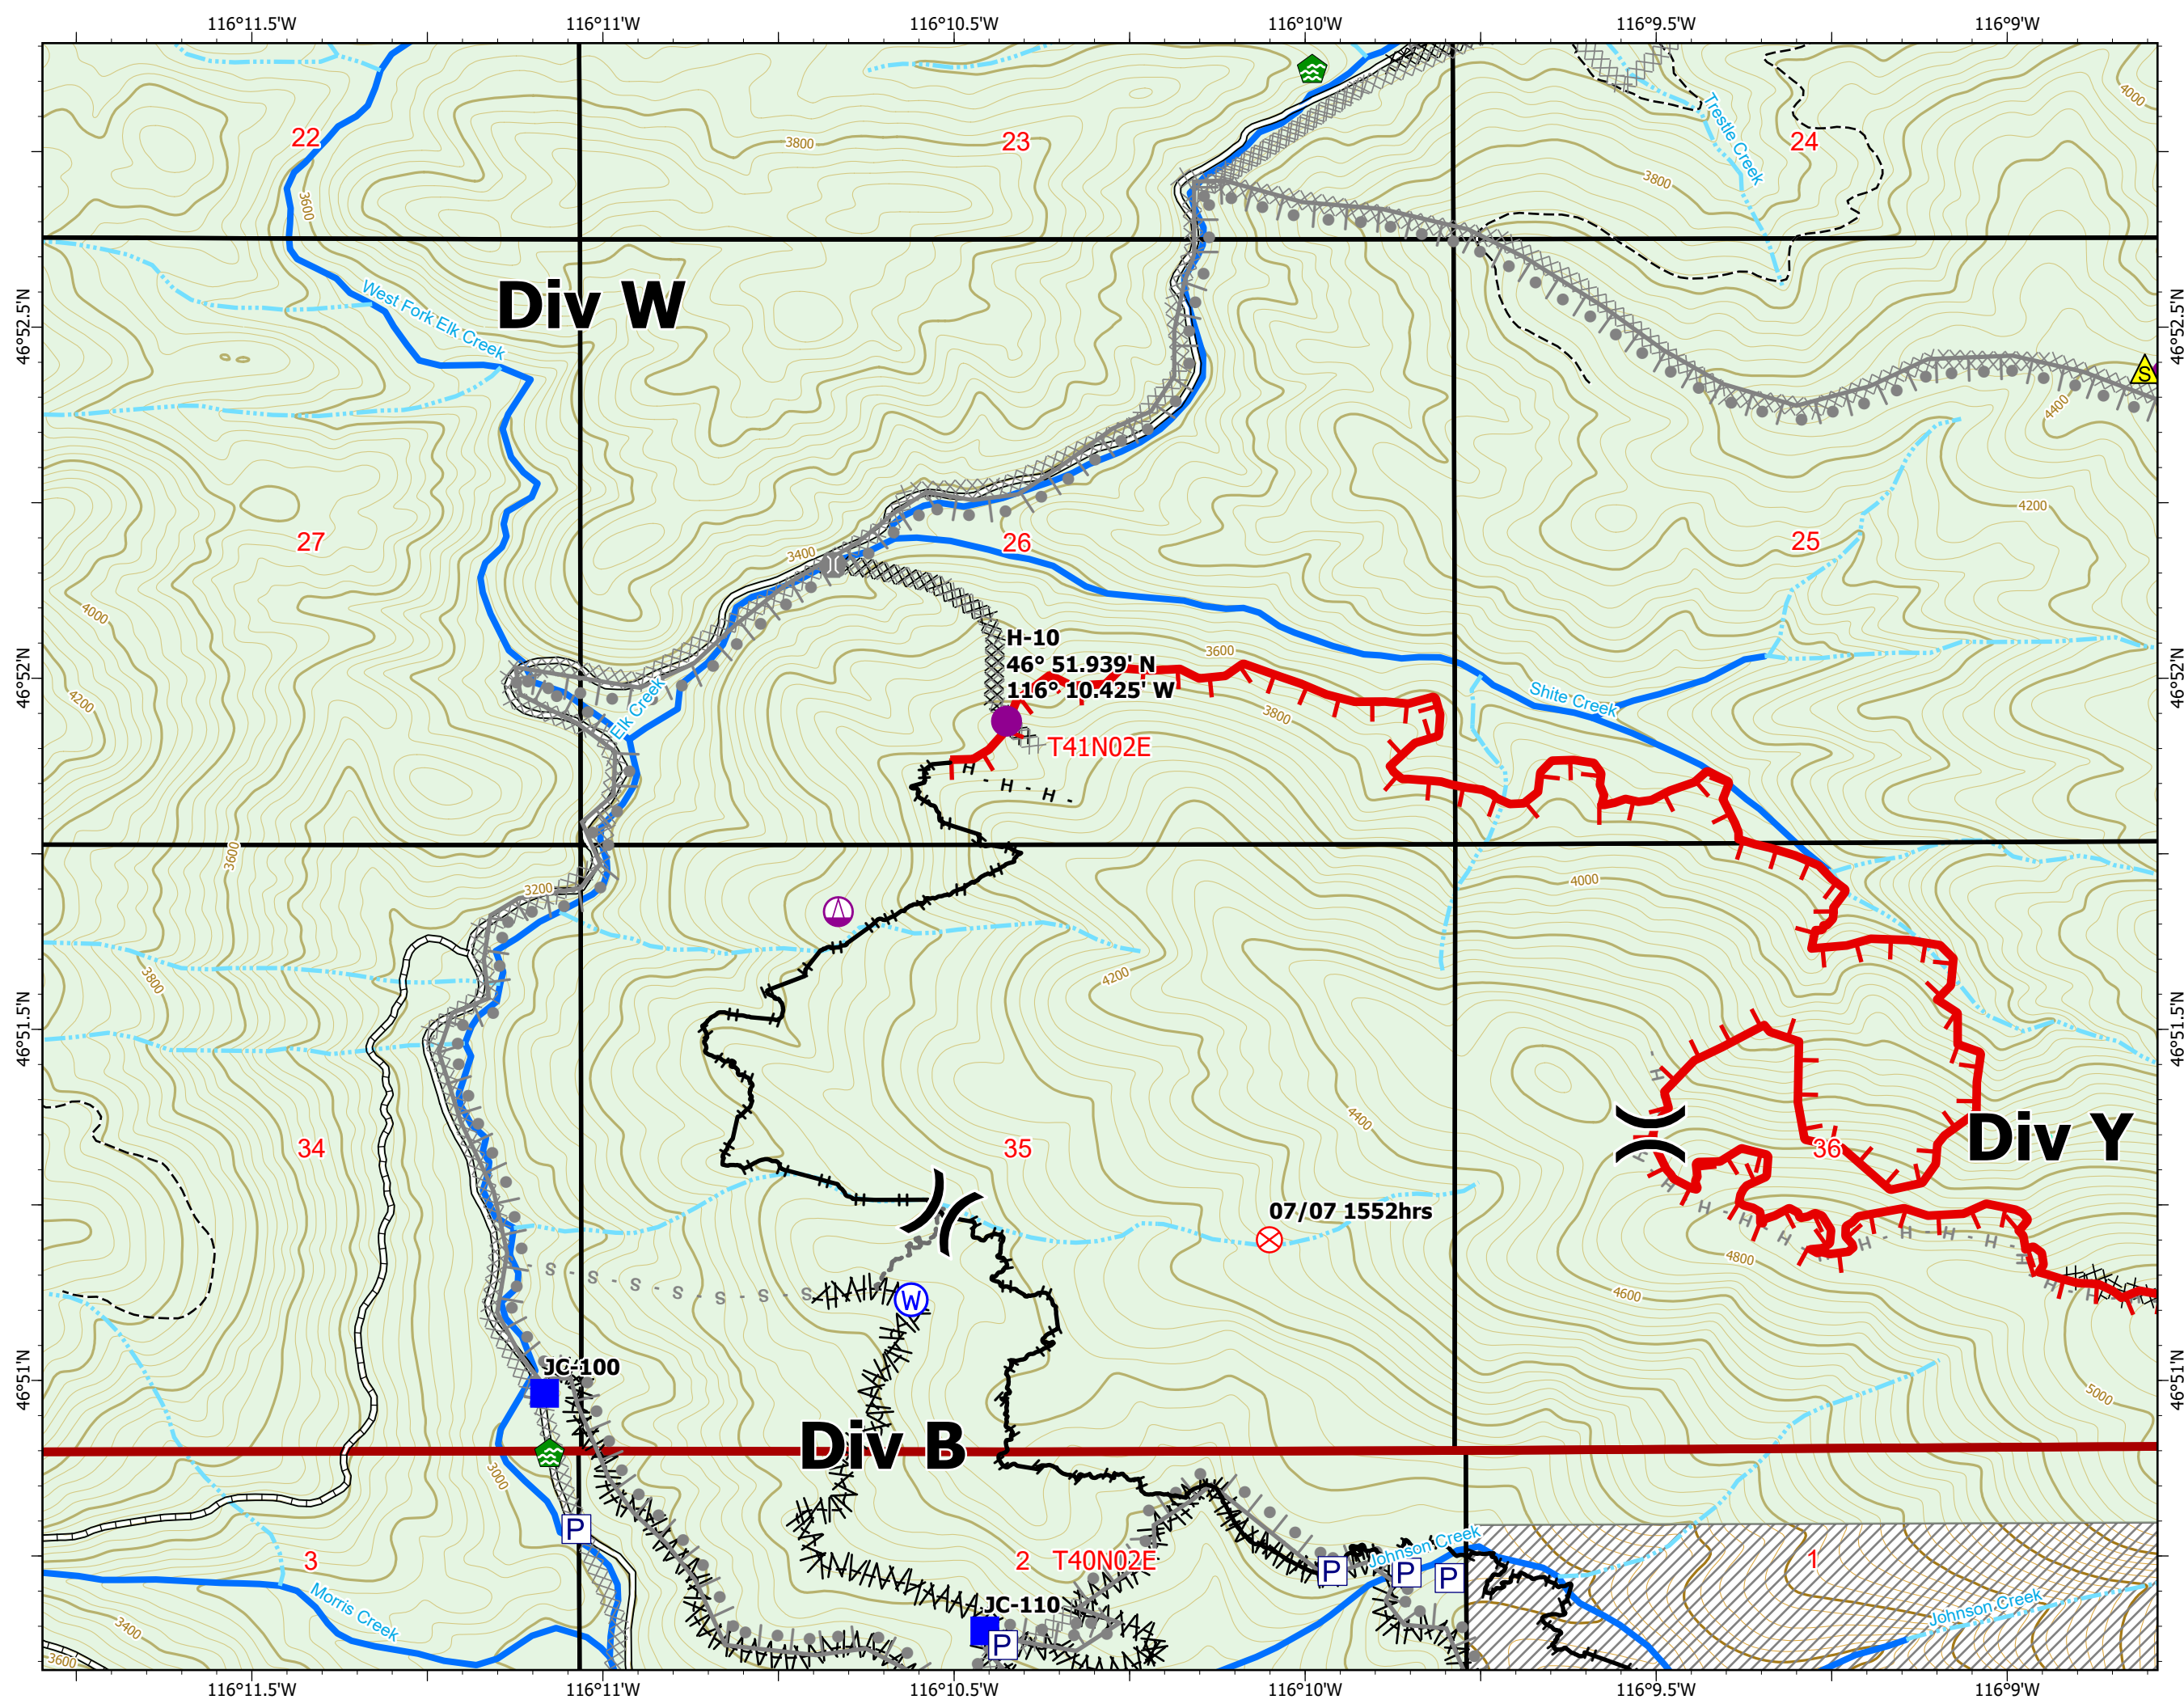 116°11.5'W 116°11'W 116°10.5'W 116°10'W 116°9.5'W 116°9'W
4000
Trestle Creek
22 23 24
3800
3800
3600
Div W
West Fork Elk Creek
46°52.5'N 46°52.5'N
S
4400
4200
27 26 25
3400
I
4000
H-10
46° 51.939' N
116° 10.425' W
3600
46°52'N 46°52'N
4200
Elk Creek
Shite Creek
3800
T41N02E
H - H - H -
3600
3200
4000
3800
4200
46°51.5'N 46°51.5'N
H
4400
34 35 36
Div Y
H
07/07 1552hrs
H - H - H - H - H - H - H - H - H
4800
4600
- S - S - S - S - S - S - S
W
JC-100
46°51'N 46°51'N
5000
Div B
3000
P
Johnson Creek
3 2 T40N02E 1
P P P
Morris Creek
JC-110
Johnson Creek
3400
P
3600
116°11.5'W 116°11'W 116°10.5'W 116°10'W 116°9.5'W 116°9'W